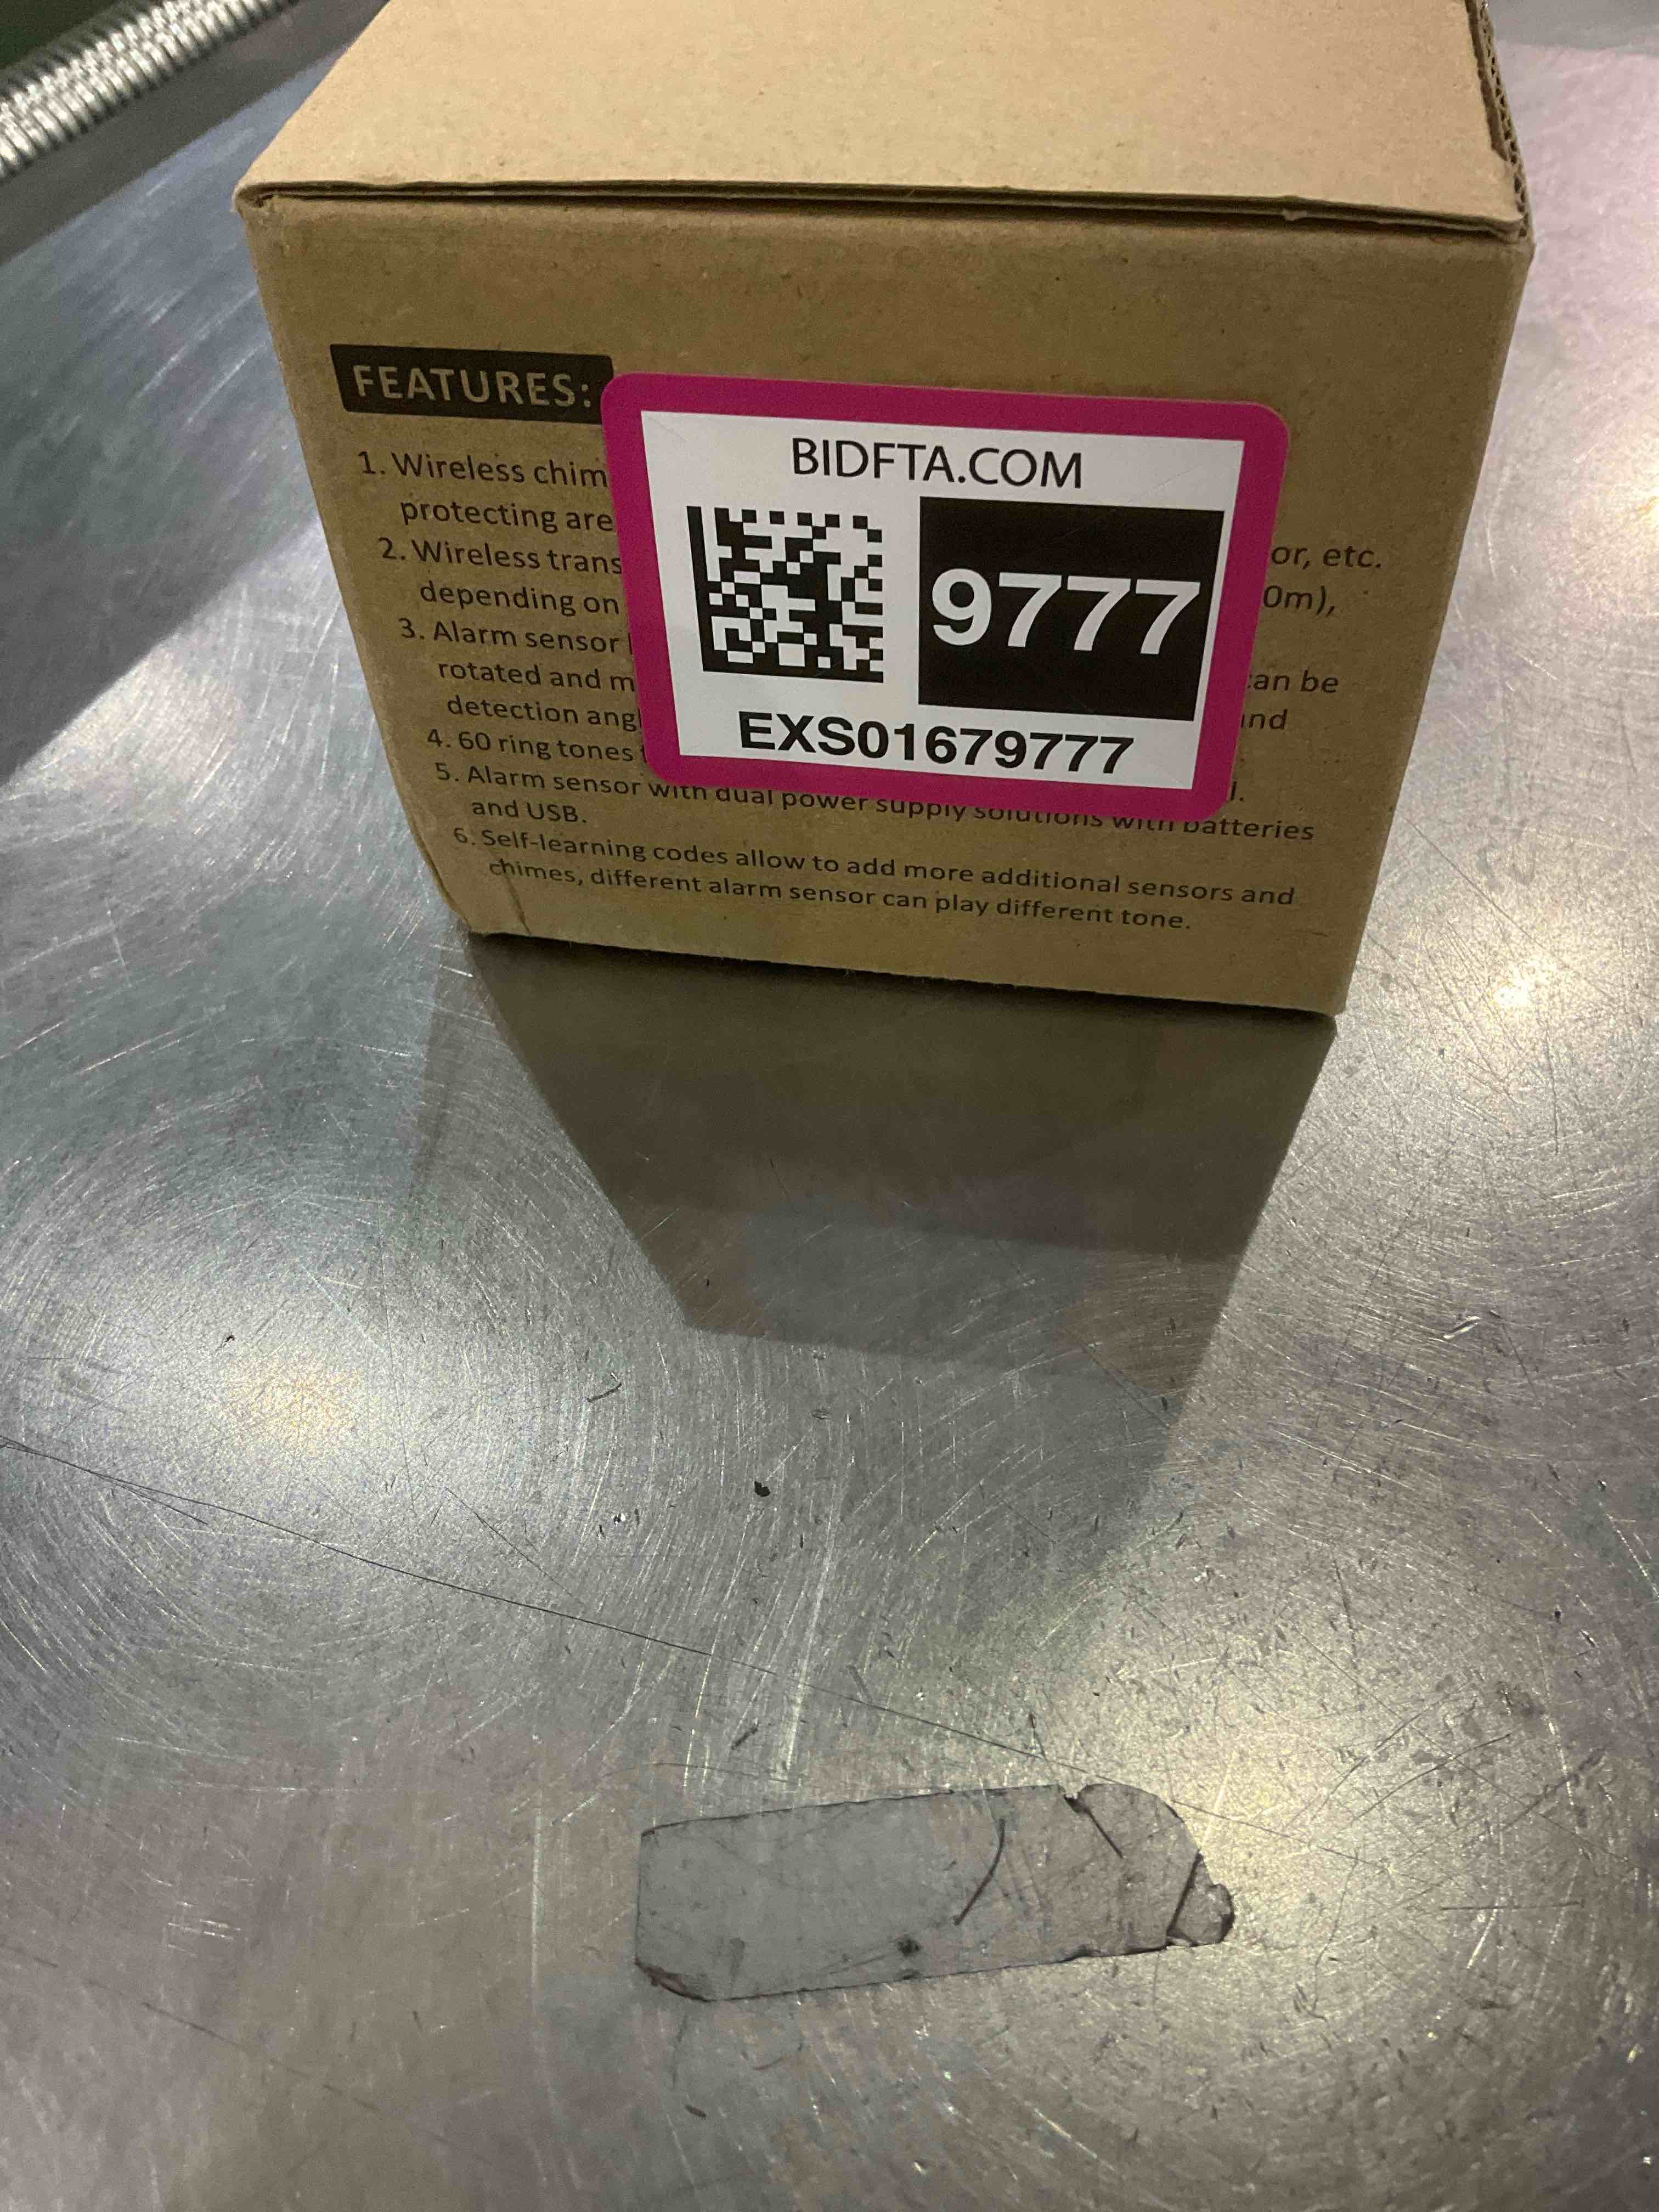 FEATURES:
BIDFTA.COM
9777
EXS01679777
1. Wireless chim
protecting are
2. Wireless trans or, etc.
depending on 0m),
3. Alarm sensor
rotated and m can be
detection ang and
4. 60 ring tones
5. Alarm sensor with dual power supply solutions with batteries
and USB.
6. Self-learning codes allow to add more additional sensors and
chimes, different alarm sensor can play different tone.